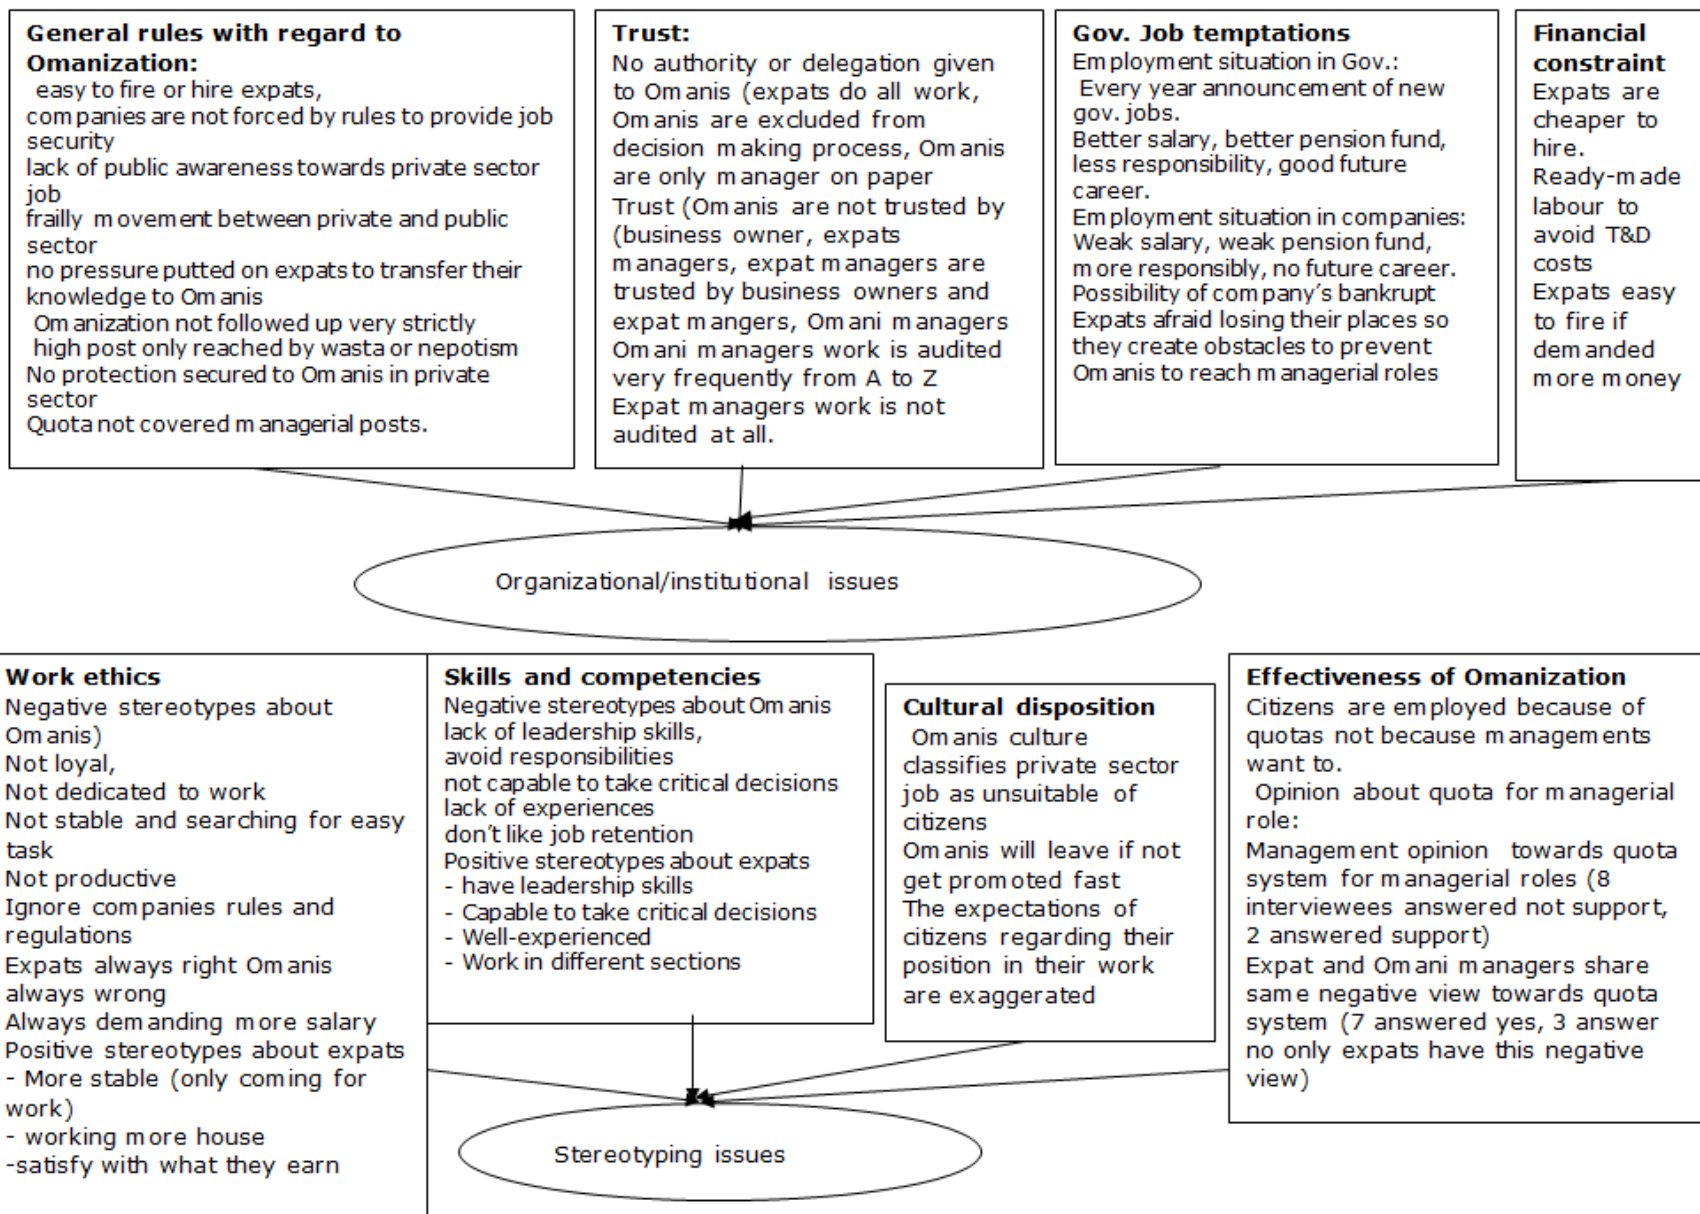 General rules with regard to
Omanization:
easy to fire or hire expats,
companies are not forced by rules to provide job
security
lack of public awareness towards private sector
job
frailly movement between private and public
sector
no pressure putted on expats to transfer their
knowledge to Omanis
Omanization not followed up very strictly
high post only reached by wasta or nepotism
No protection secured to Omanis in private
sector
Quota not covered managerial posts.
Trust:
No authority or delegation given
to Omanis (expats do all work,
Omanis are excluded from
decision making process, Omanis
are only manager on paper
Trust (Omanis are not trusted by
(business owner, expats
managers, expat managers are
trusted by business owners and
expat mangers, Omani managers
Omani managers work is audited
very frequently from A to Z
Expat managers work is not
audited at all.
Gov. Job temptations
Employment situation in Gov.:
Every year announcement of new
gov. jobs.
Better salary, better pension fund,
less responsibility, good future
career.
Employment situation in companies:
Weak salary, weak pension fund,
more responsibly, no future career.
Possibility of company's bankrupt
Expats afraid losing their places so
they create obstacles to prevent
Omanis to reach managerial roles
Financial
constraint
Expats are
cheaper to
hire.
Ready-made
labour to
avoid T&D
costs
Expats easy
to fire if
demanded
more money
Organizational/institutional issues
Work ethics
Negative stereotypes about
Omanis)
Not loyal,
Not dedicated to work
Not stable and searching for easy
task
Not productive
Ignore companies rules and
regulations
Expats always right Omanis
always wrong
Always demanding more salary
Positive stereotypes about expats
- More stable (only coming for
work)
- working more house
-satisfy with what they earn
Skills and competencies
Negative stereotypes about Omanis
lack of leadership skills,
avoid responsibilities
not capable to take critical decisions
lack of experiences
don't like job retention
Positive stereotypes about expats
- have leadership skills
- Capable to take critical decisions
- Well-experienced
- Work in different sections
Cultural disposition
Omanis culture
classifies private sector
job as unsuitable of
citizens
Omanis will leave if not
get promoted fast
The expectations of
citizens regarding their
position in their work
are exaggerated
Effectiveness of Omanization
Citizens are employed because of
quotas not because managements
want to.
Opinion about quota for managerial
role:
Management opinion towards quota
system for managerial roles (8
interviewees answered not support,
2 answered support)
Expat and Omani managers share
same negative view towards quota
system (7 answered yes, 3 answer
no only expats have this negative
view)
Stereotyping issues